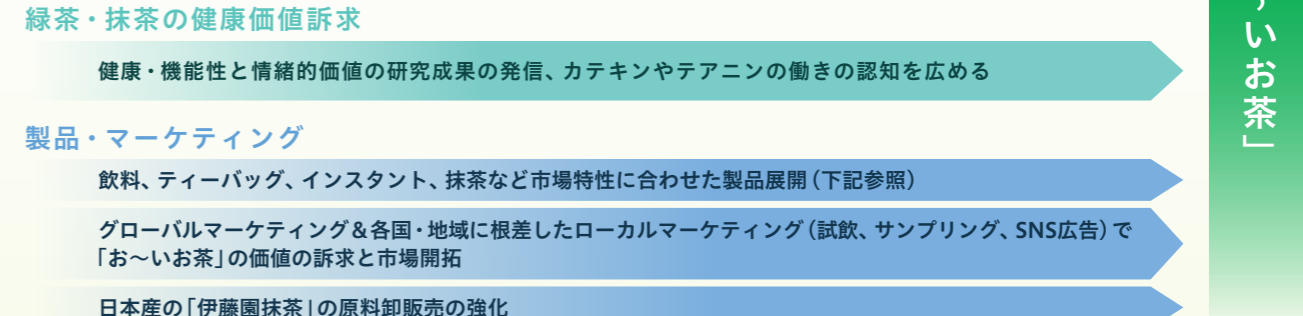 緑茶・抹茶の健康価値訴求
健康・機能性と情緒的価値の研究成果の発信、カテキンやテアニンの働きの認知を広める
製品・マーケティング
飲料、ティーバッグ、インスタント、抹茶など市場特性に合わせた製品展開（下記参照）
グローバルマーケティング＆各国・地域に根差したローカルマーケティング（試飲、サンプリング、SNS広告）で
「お～いお茶」の価値の訴求と市場開拓
日本産の「伊藤園抹茶」の原料卸販売の強化
いお茶」